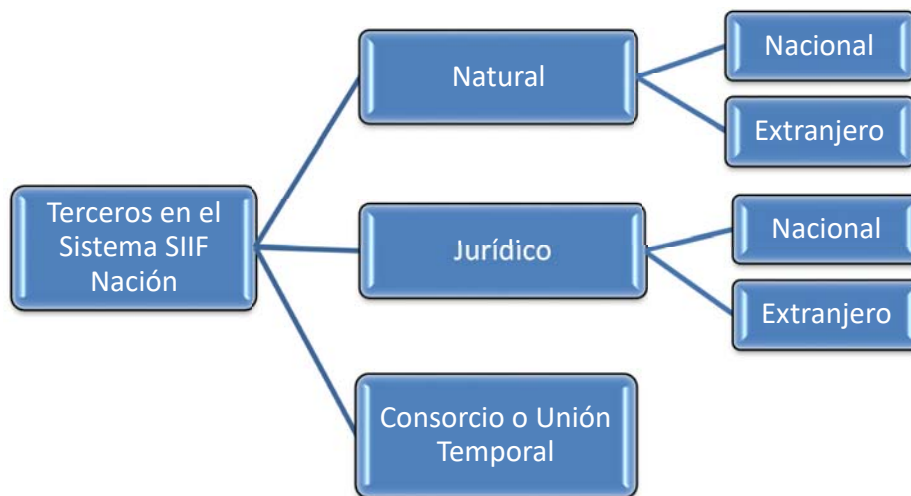 Terceros en el
Sistema SIIF
Nación
Natural
Nacional
Extranjero
Jurídico
Nacional
Extranjero
Consorcio o Unión
Temporal